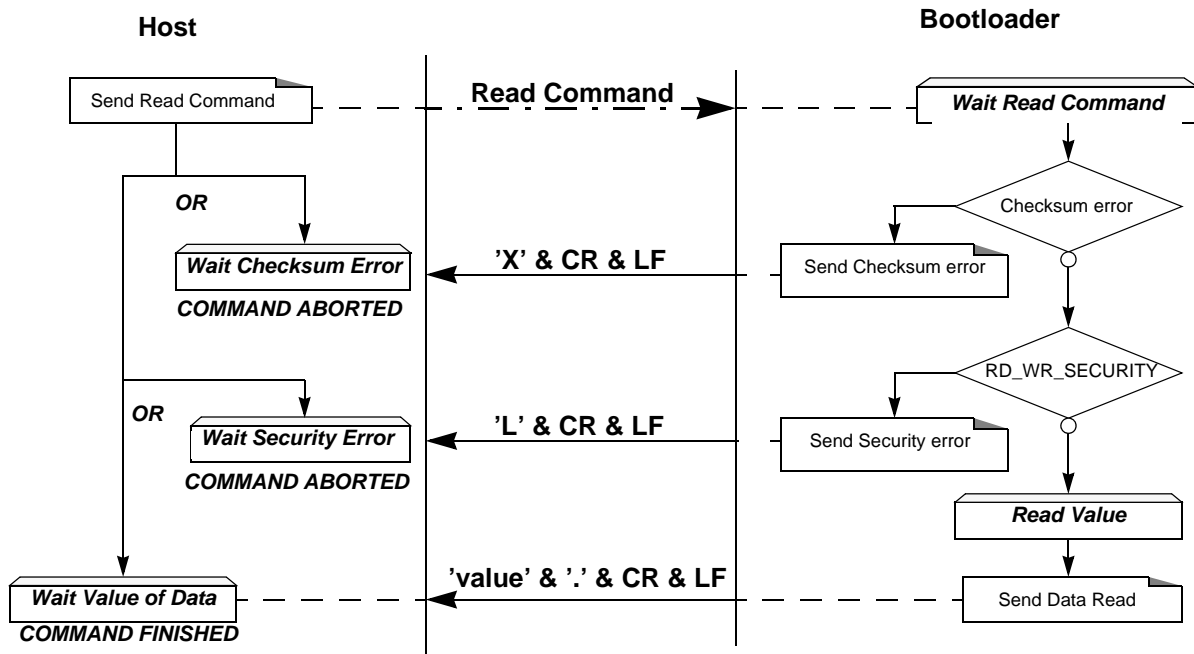 Host
Bootloader
Send Read Command
Read Command
Wait Read Command
OR
Checksum error
Wait Checksum Error
’X’ & CR & LF
Send Checksum error
COMMAND ABORTED
RD_WR_SECURITY
OR
Wait Security Error
’L’ & CR & LF
Send Security error
COMMAND ABORTED
Read Value
’value’ & ’.’ & CR & LF
Wait Value of Data
Send Data Read
COMMAND FINISHED